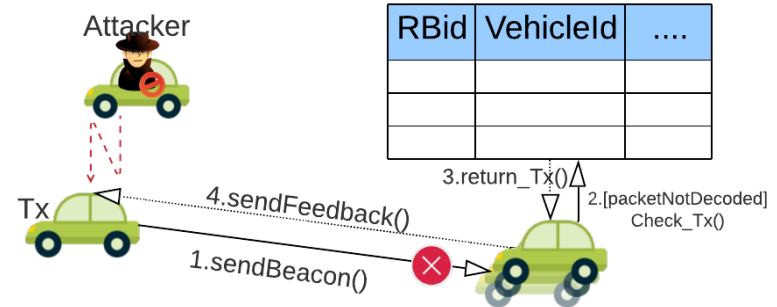 Attacker
RBid VehicleId ....
3.return_Tx()
2.[packetNotDecoded]
Check_Tx()
Tx
4.sendFeedback()
1.sendBeacon()